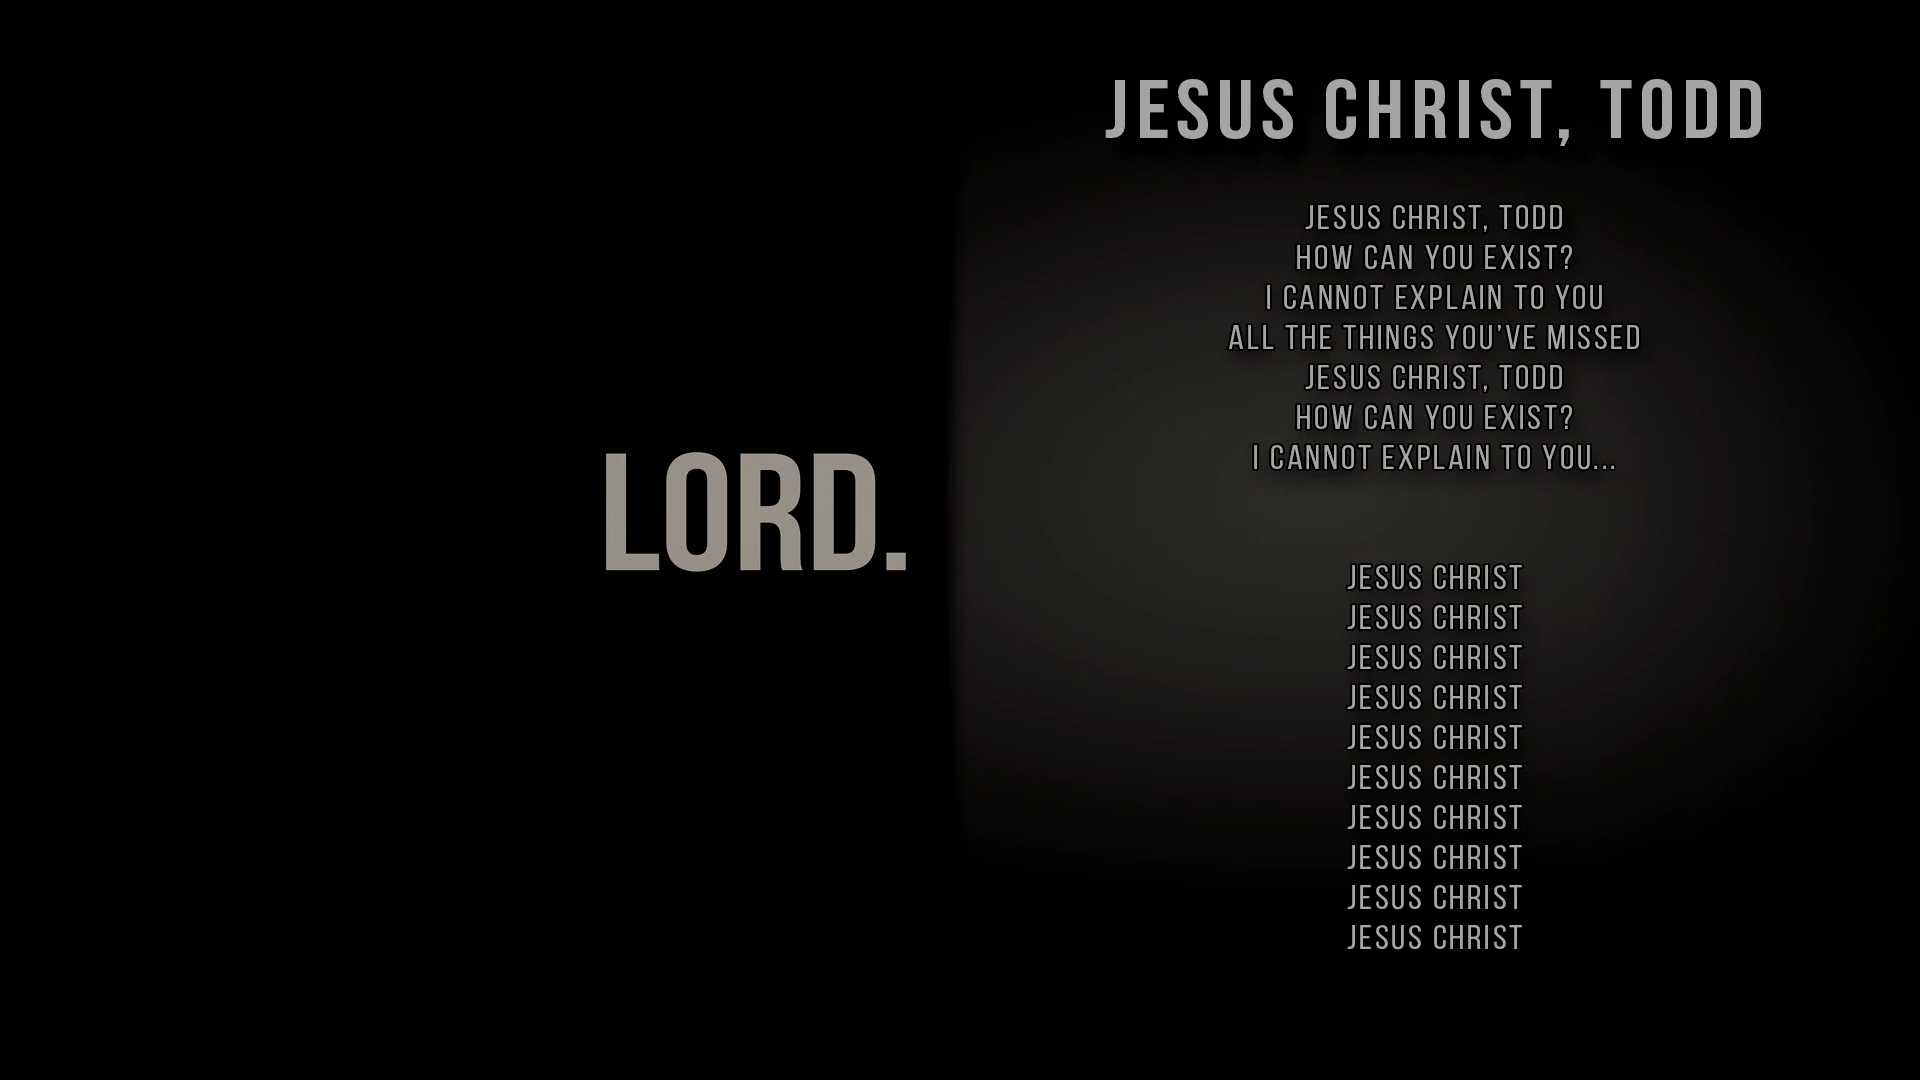 LORD.
JESUS CHRIST, TODD
JESUS CHRIST, TODD
HOW CAN YOU EXIST?
I CANNOT EXPLAIN TO YOU
ALL THE THINGS YOU'VE MISSED
JESUS CHRIST, TODD
HOW CAN YOU EXIST?
I CANNOT EXPLAIN TO YOU...
JESUS CHRIST
JESUS CHRIST
JESUS CHRIST
JESUS CHRIST
JESUS CHRIST
JESUS CHRIST
JESUS CHRIST
JESUS CHRIST
JESUS CHRIST
JESUS CHRIST